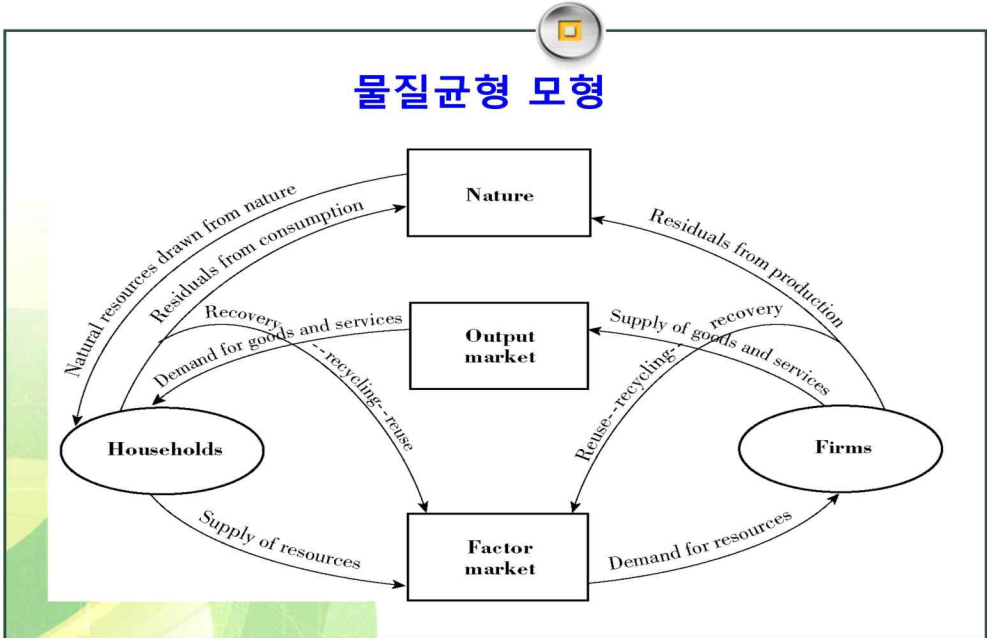 물질균형 모형
Nature
Natural resources drawn from nature
Residuals from consumption
Residuals from production
Recovery
--recycling--reuse
Demand for goods and services
Output
market
Supply of goods and services
Reuse--recycling-- recovery
Households
Firms
Supply of resources
Factor
market
Demand for resources